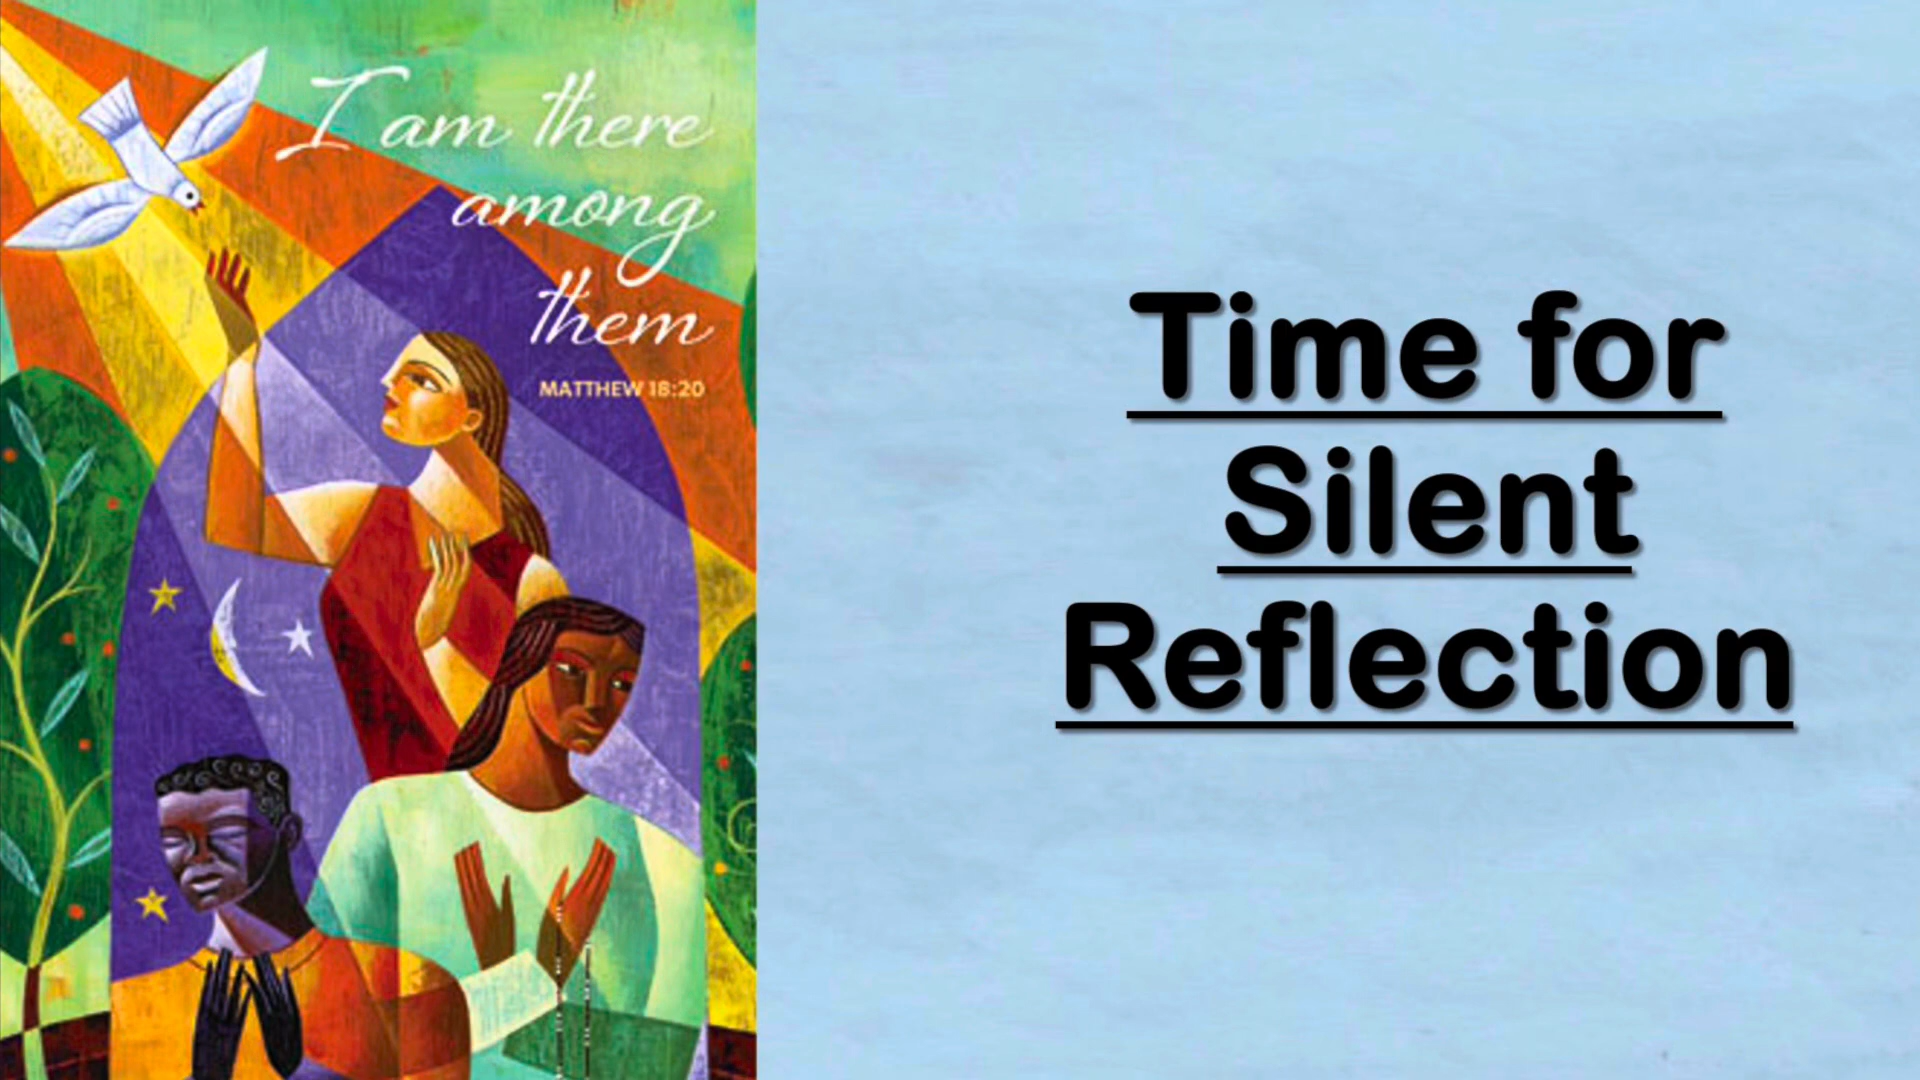 I am there
among
them
MATTHEW 18:20
Time for
Silent
Reflection